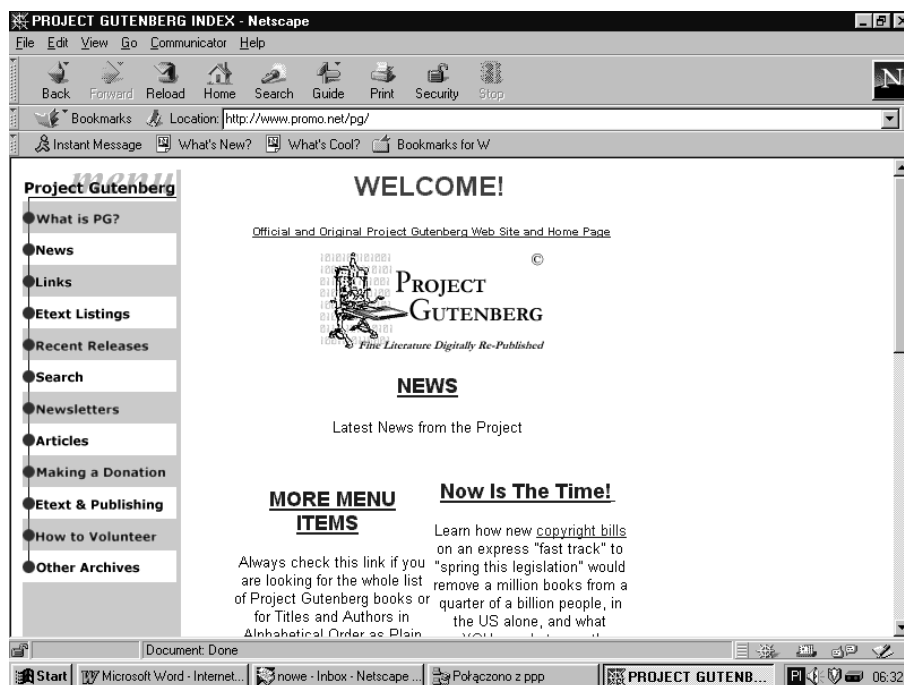 PROJECT GUTENBERG INDEX - Netscape
File Edit View Go Communicator Help
Back Forward Reload Home Search Guide Print Security Stop
N
Bookmarks Location: http://www.promo.net/pg/
Instant Message What's New? What's Cool? Bookmarks for W
menu
Project Gutenberg
What is PG?
News
Links
Etext Listings
Recent Releases
Search
Newsletters
Articles
Making a Donation
Etext & Publishing
How to Volunteer
Other Archives
WELCOME!
Official and Original Project Gutenberg Web Site and Home Page
©
PROJECT
GUTENBERG
Fine Literature Digitally Re-Published
NEWS
Latest News from the Project
MORE MENU
ITEMS
Always check this link if you
are looking for the whole list
of Project Gutenberg books or
for Titles and Authors in
Alphabetical Order as Plain
Now Is The Time!
Learn how new copyright bills
on an express "fast track" to
"spring this legislation" would
remove a million books from a
quarter of a billion people, in
the US alone, and what
Document: Done
Start Microsoft Word - Internet... nowe - Inbox - Netscape ... Połączono z ppp PROJECT GUTENB... Pl 06:32